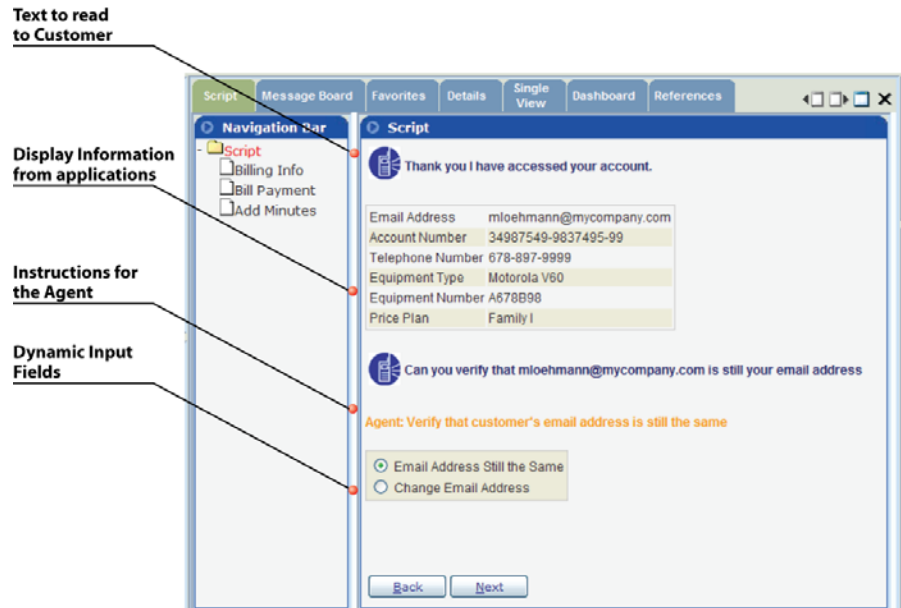 Text to read
to Customer
Display Information
from applications
Instructions for
the Agent
Dynamic Input
Fields
Script
Message Board
Favorites
Details
Single
View
Dashboard
References
Navigation Bar
Script
Billing Info
Bill Payment
Add Minutes
Script
Thank you I have accessed your account.
Email Address mloehmann@mycompany.com
Account Number 34987549-9837495-99
Telephone Number 678-897-9999
Equipment Type Motorola V60
Equipment Number A678B98
Price Plan Family I
Can you verify that mloehmann@mycompany.com is still your email address
Agent: Verify that customer's email address is still the same
Email Address Still the Same
Change Email Address
Back
Next